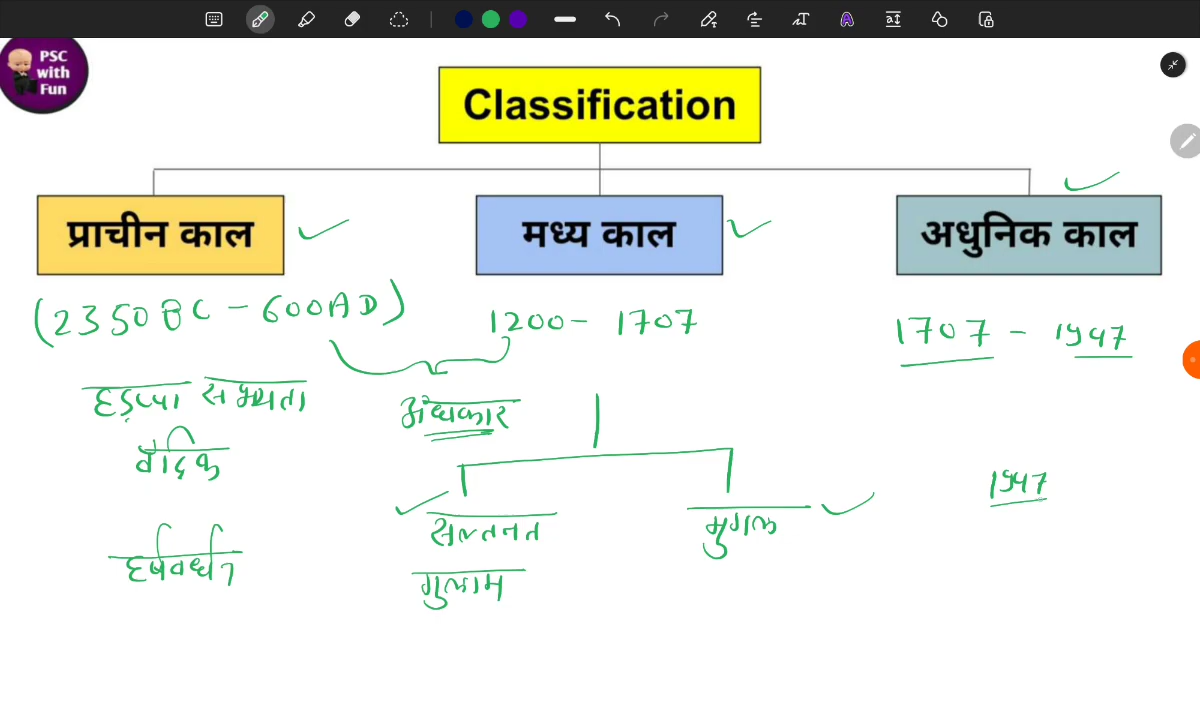 PSC
with
Fun
Classification
प्राचीन काल
मध्य काल
अधुनिक काल
(2350BC - 600AD)
1200 - 1707
1707 - 1947
हड़प्पा सभ्यता
अंधकार
वैदिक
1947
सल्तनत
मुगल
हर्षवर्धन
गुलाम